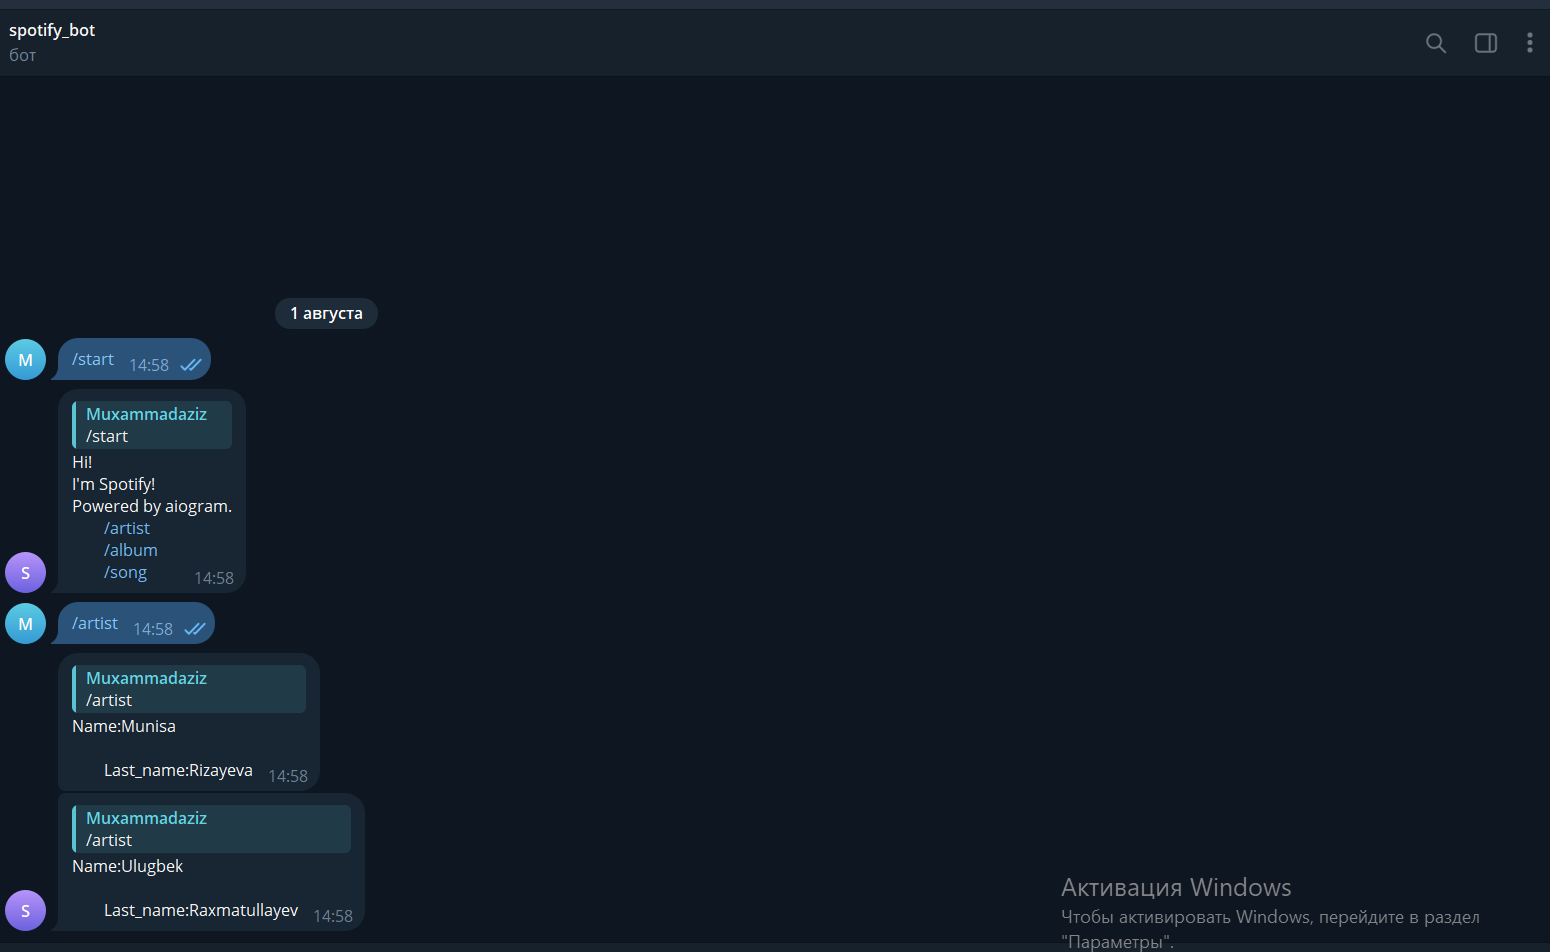 spotify_bot
бот
1 августа
M
/start 14:58
Muxammadaziz
/start
Hi!
I'm Spotify!
Powered by aiogram.
/artist
/album
/song 14:58
S
M
/artist 14:58
Muxammadaziz
/artist
Name:Munisa
Last_name:Rizayeva 14:58
Muxammadaziz
/artist
Name:Ulugbek
Last_name:Raxmatullayev 14:58
S
Активация Windows
Чтобы активировать Windows, перейдите в раздел
"Параметры".